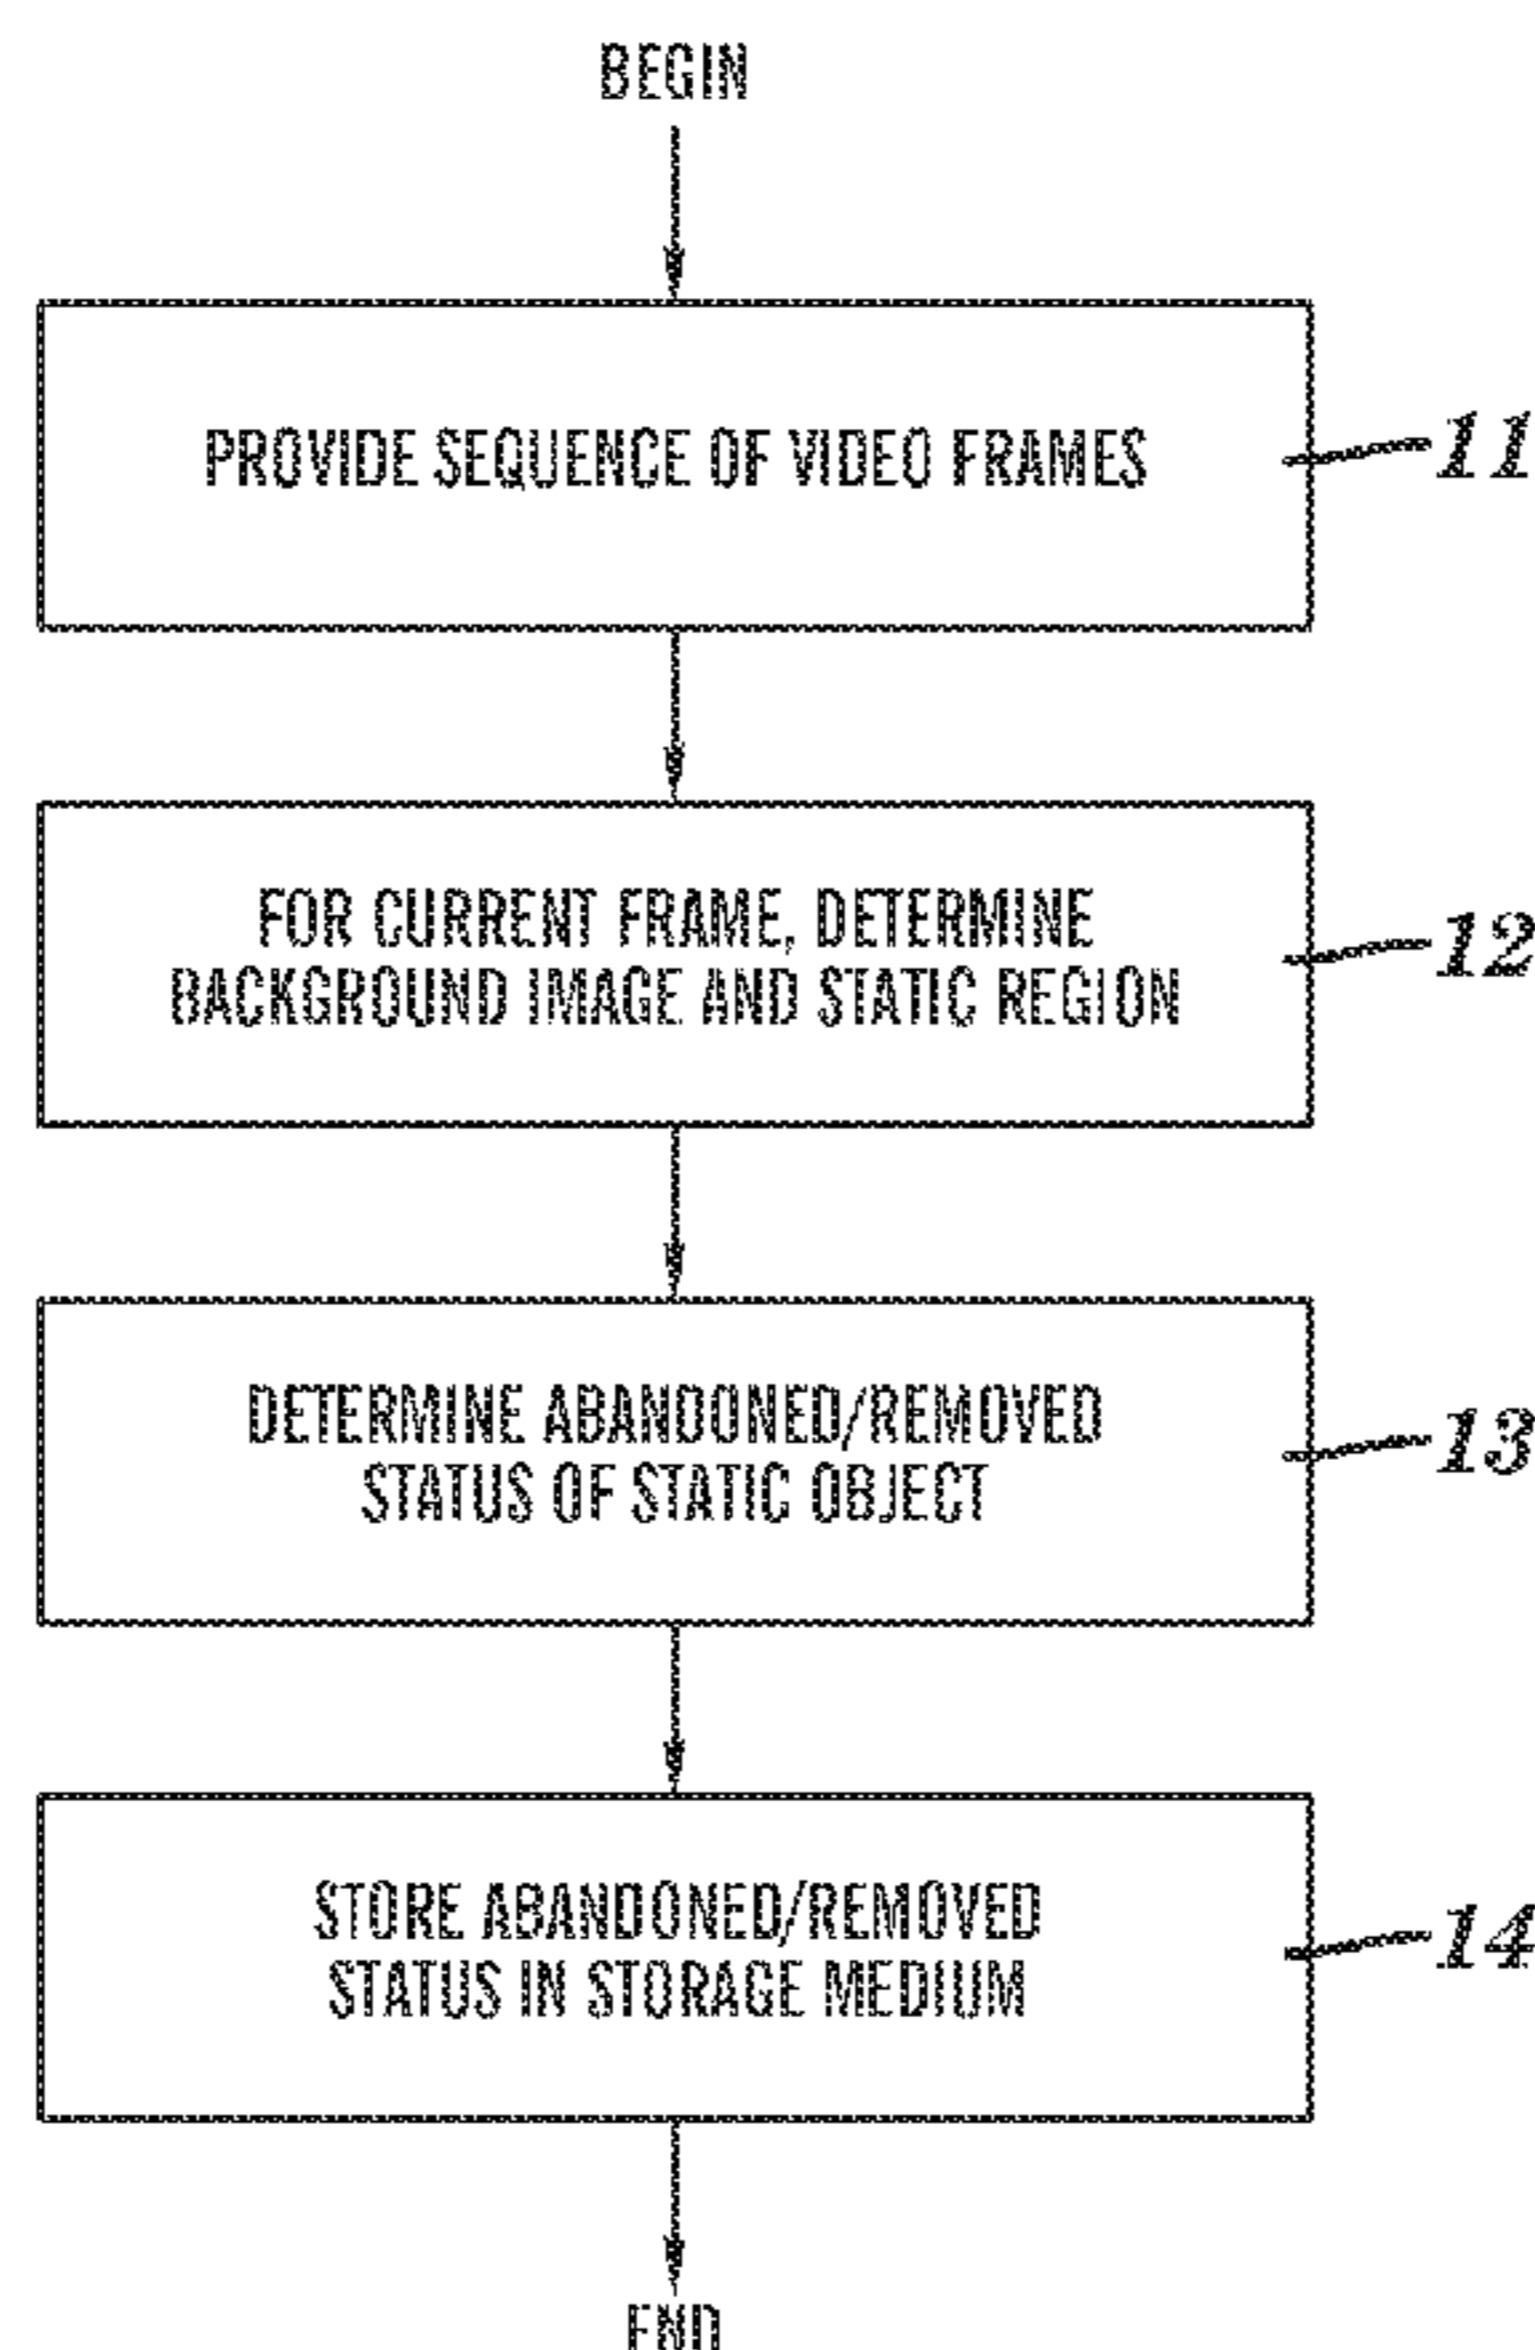 BEGIN
PROVIDE SEQUENCE OF VIDEO FRAMES
11
FOR CURRENT FRAME, DETERMINE
BACKGROUND IMAGE AND STATIC REGION
12
DETERMINE ABANDONED/REMOVED
STATUS OF STATIC OBJECT
13
STORE ABANDONED/REMOVED
STATUS IN STORAGE MEDIUM
14
END